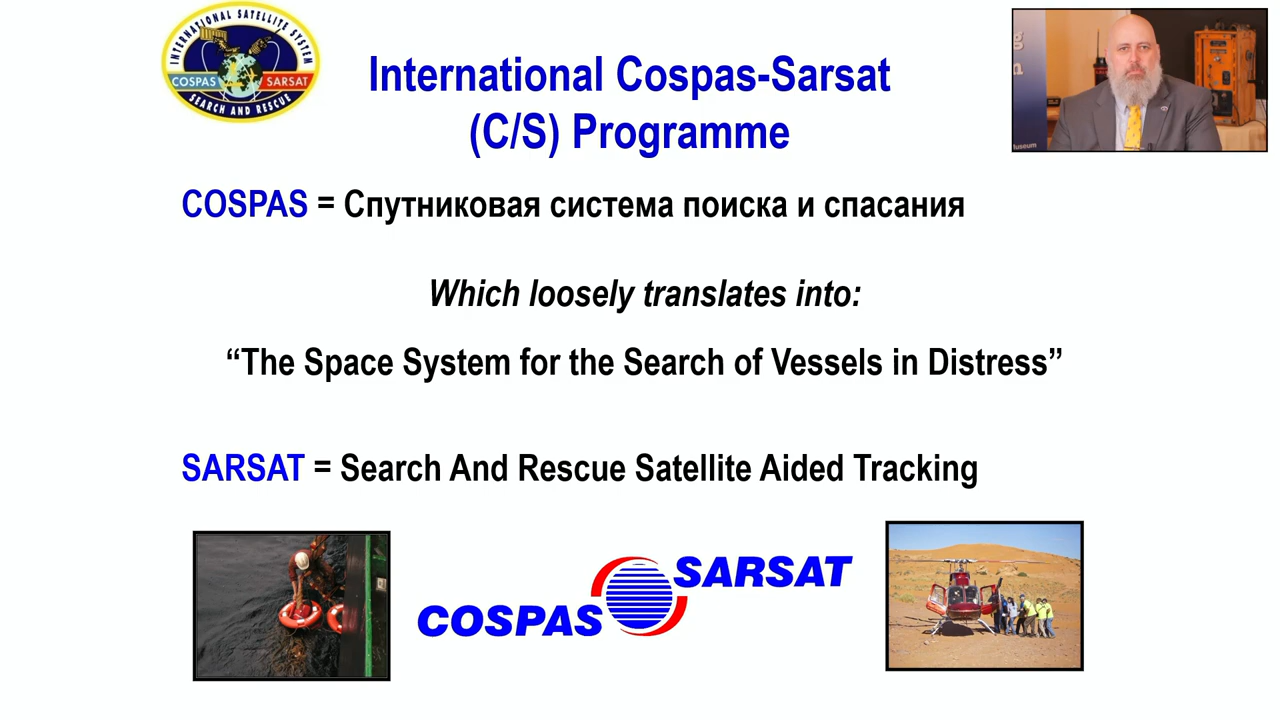 INTERNATIONAL SATELLITE SYSTEM
COSPAS SARSAT
SEARCH AND RESCUE
International Cospas-Sarsat
(C/S) Programme
COSPAS = Спутниковая система поиска и спасания
Which loosely translates into:
“The Space System for the Search of Vessels in Distress”
SARSAT = Search And Rescue Satellite Aided Tracking
COSPAS
SARSAT
Museum